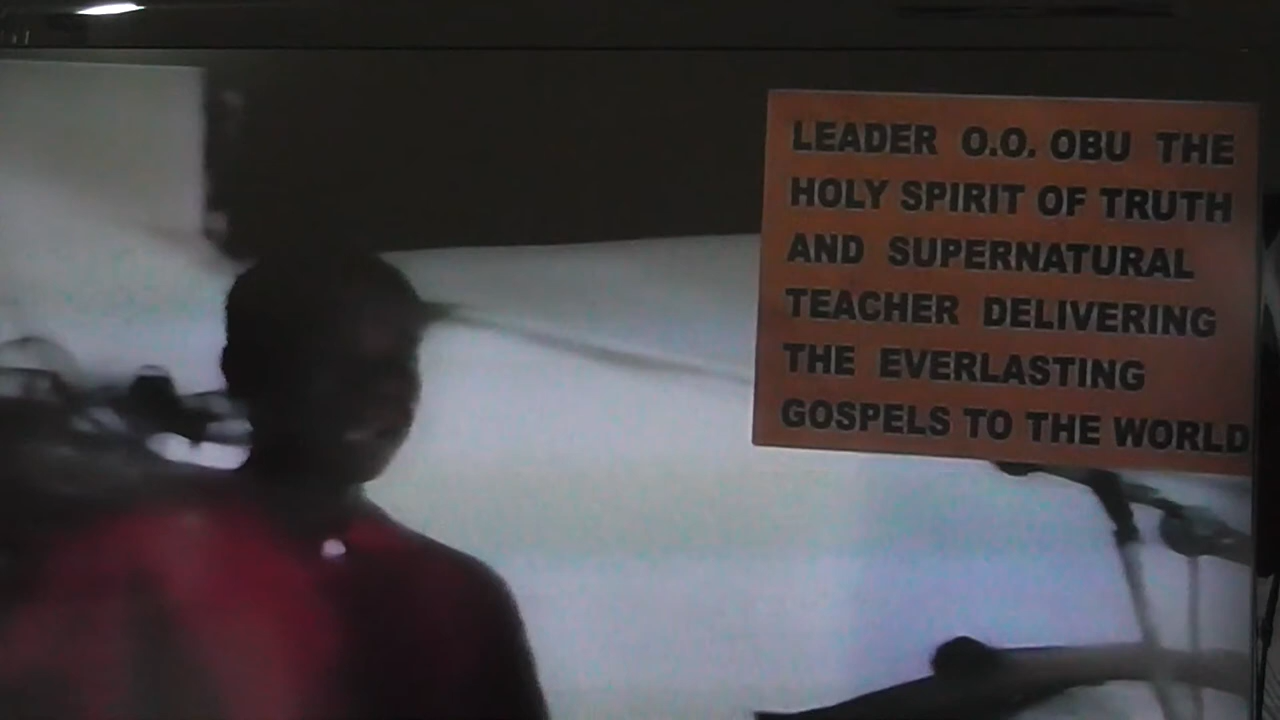 LEADER O.O. OBU THE
HOLY SPIRIT OF TRUTH
AND SUPERNATURAL
TEACHER DELIVERING
THE EVERLASTING
GOSPELS TO THE WORLD